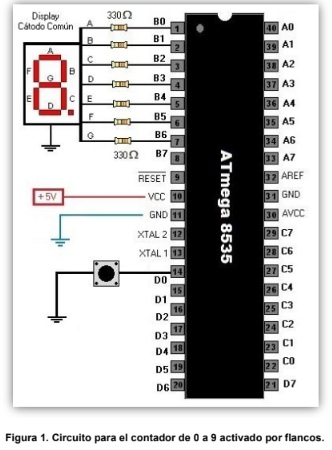 Display
Cátodo Común
330Ω
A B0 1 40 A0
B B1 2 39 A1
C B2 3 38 A2
D B3 4 37 A3
E B4 5 36 A4
F B5 6 35 A5
G B6 7 34 A6
330Ω B7 8 33 A7
A
F B
G
E C
D
RESET 9 32 AREF
+5V VCC 10 31 GND
GND 11 30 AVCC
XTAL 2 12 29 C7
XTAL 1 13 28 C6
D0 14 27 C5
D1 15 26 C4
D2 16 25 C3
D3 17 24 C2
D4 18 23 C1
D5 19 22 C0
D6 20 21 D7
ATmega 8535
Figura 1. Circuito para el contador de 0 a 9 activado por flancos.